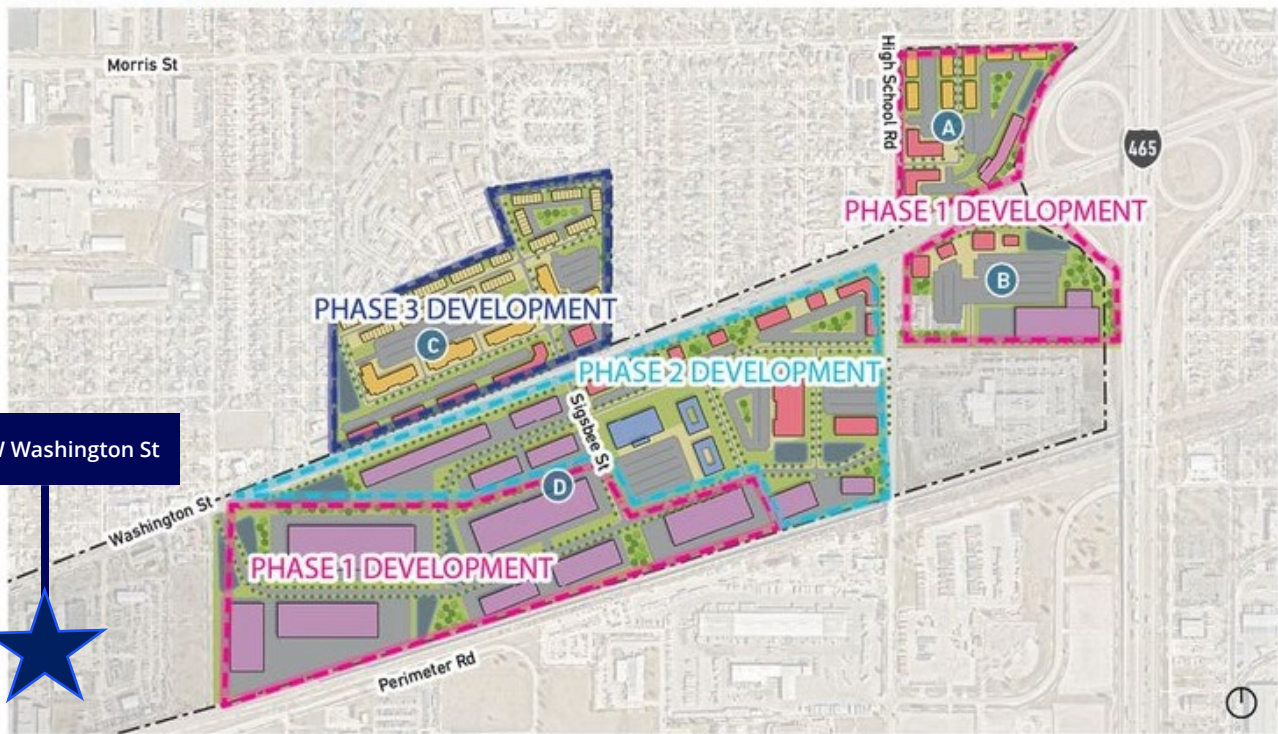 Morris St
High School Rd
A
465
PHASE 1 DEVELOPMENT
B
PHASE 3 DEVELOPMENT
C
PHASE 2 DEVELOPMENT
Sigsbee St
W Washington St
D
Washington St
PHASE 1 DEVELOPMENT
Perimeter Rd